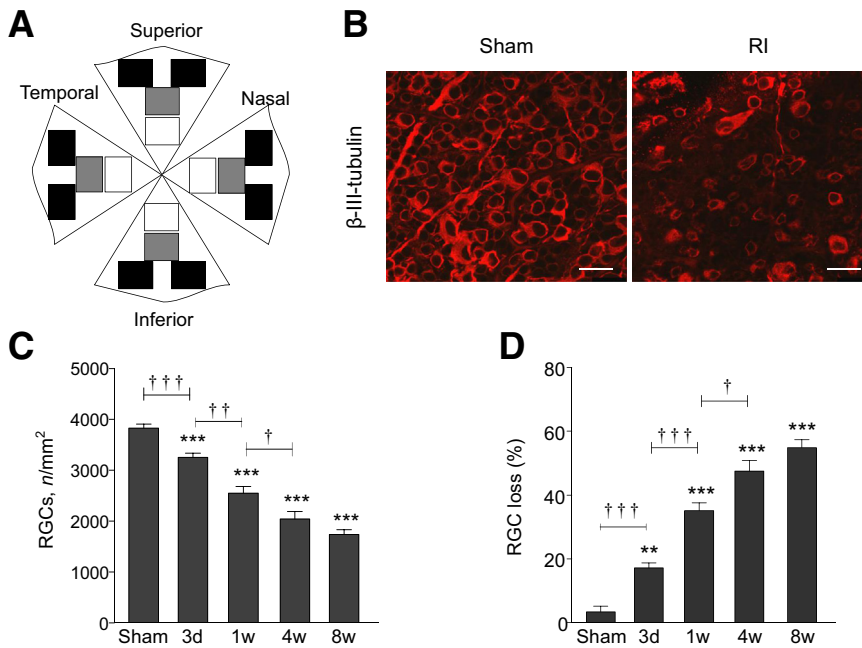 A
Superior
Temporal
Nasal
Inferior
B
Sham
RI
β-III-tubulin
C
RGCs, n/mm²
5000
4000
3000
2000
1000
0
† † †
† †
†
***
***
***
***
Sham
3d
1w
4w
8w
D
RGC loss (%)
80
60
40
20
0
† † †
† † †
†
**
***
***
***
Sham
3d
1w
4w
8w